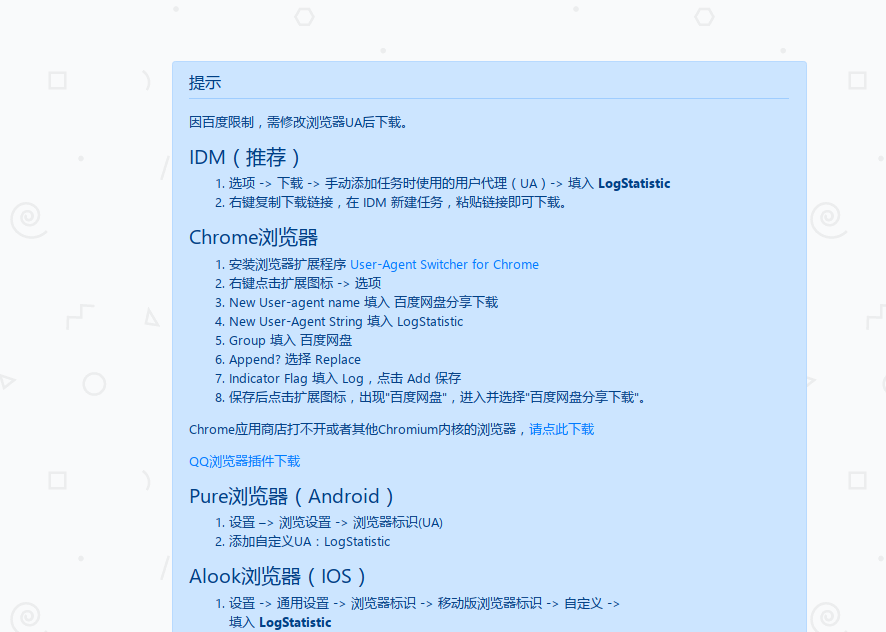 提示
因百度限制，需修改浏览器UA后下载。
IDM（推荐）
1. 选项 -> 下载 -> 手动添加任务时使用的用户代理（UA）-> 填入 LogStatistic
2. 右键复制下载链接，在 IDM 新建任务，粘贴链接即可下载。
Chrome浏览器
1. 安装浏览器扩展程序 User-Agent Switcher for Chrome
2. 右键点击扩展图标 -> 选项
3. New User-agent name 填入 百度网盘分享下载
4. New User-Agent String 填入 LogStatistic
5. Group 填入 百度网盘
6. Append? 选择 Replace
7. Indicator Flag 填入 Log，点击 Add 保存
8. 保存后点击扩展图标，出现"百度网盘"，进入并选择"百度网盘分享下载"。
Chrome应用商店打不开或者其他Chromium内核的浏览器，请点此下载
QQ浏览器插件下载
Pure浏览器（Android）
1. 设置 –> 浏览设置 -> 浏览器标识(UA)
2. 添加自定义UA：LogStatistic
Alook浏览器（IOS）
1. 设置 -> 通用设置 -> 浏览器标识 -> 移动版浏览器标识 -> 自定义 ->
填入 LogStatistic